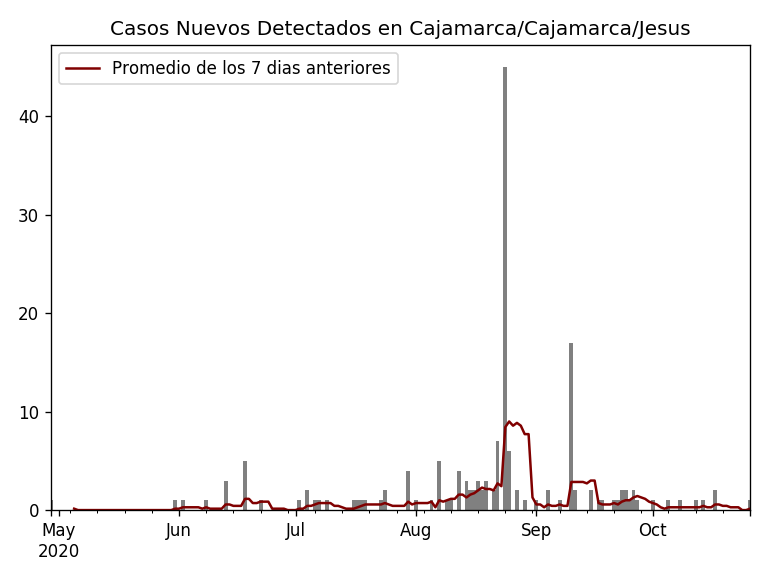 Casos Nuevos Detectados en Cajamarca/Cajamarca/Jesus
Promedio de los 7 dias anteriores
40
30
20
10
0
May Jun Jul Aug Sep Oct
2020